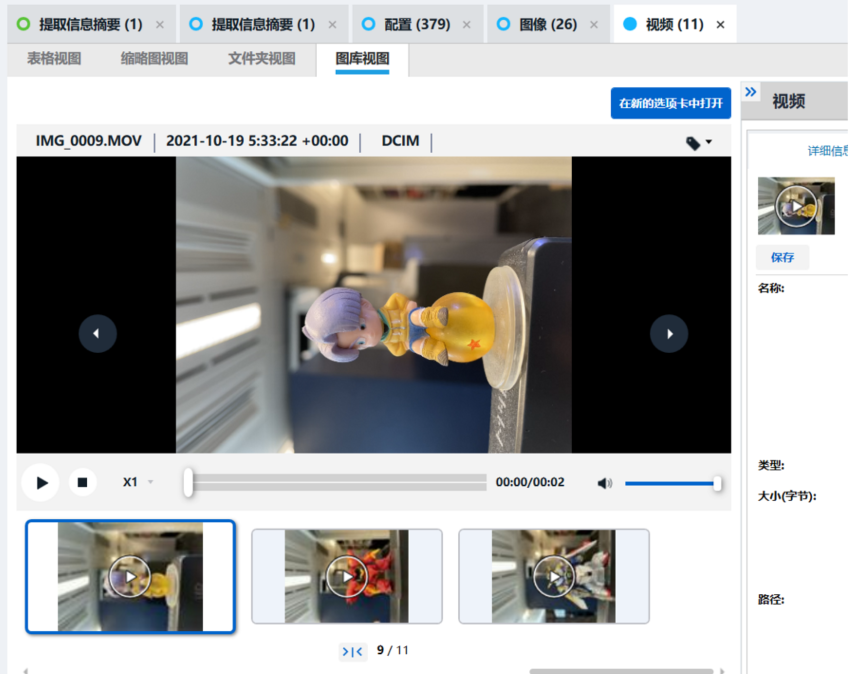 提取信息摘要 (1) × 提取信息摘要 (1) × 配置 (379) × 图像 (26) × 视频 (11) ×
表格视图 缩略图视图 文件夹视图 图库视图
在新的选项卡中打开
视频
IMG_0009.MOV | 2021-10-19 5:33:22 +00:00 | DCIM |
详细信息
保存
名称:
类型:
X1 00:00/00:02
大小(字节):
路径:
9 / 11